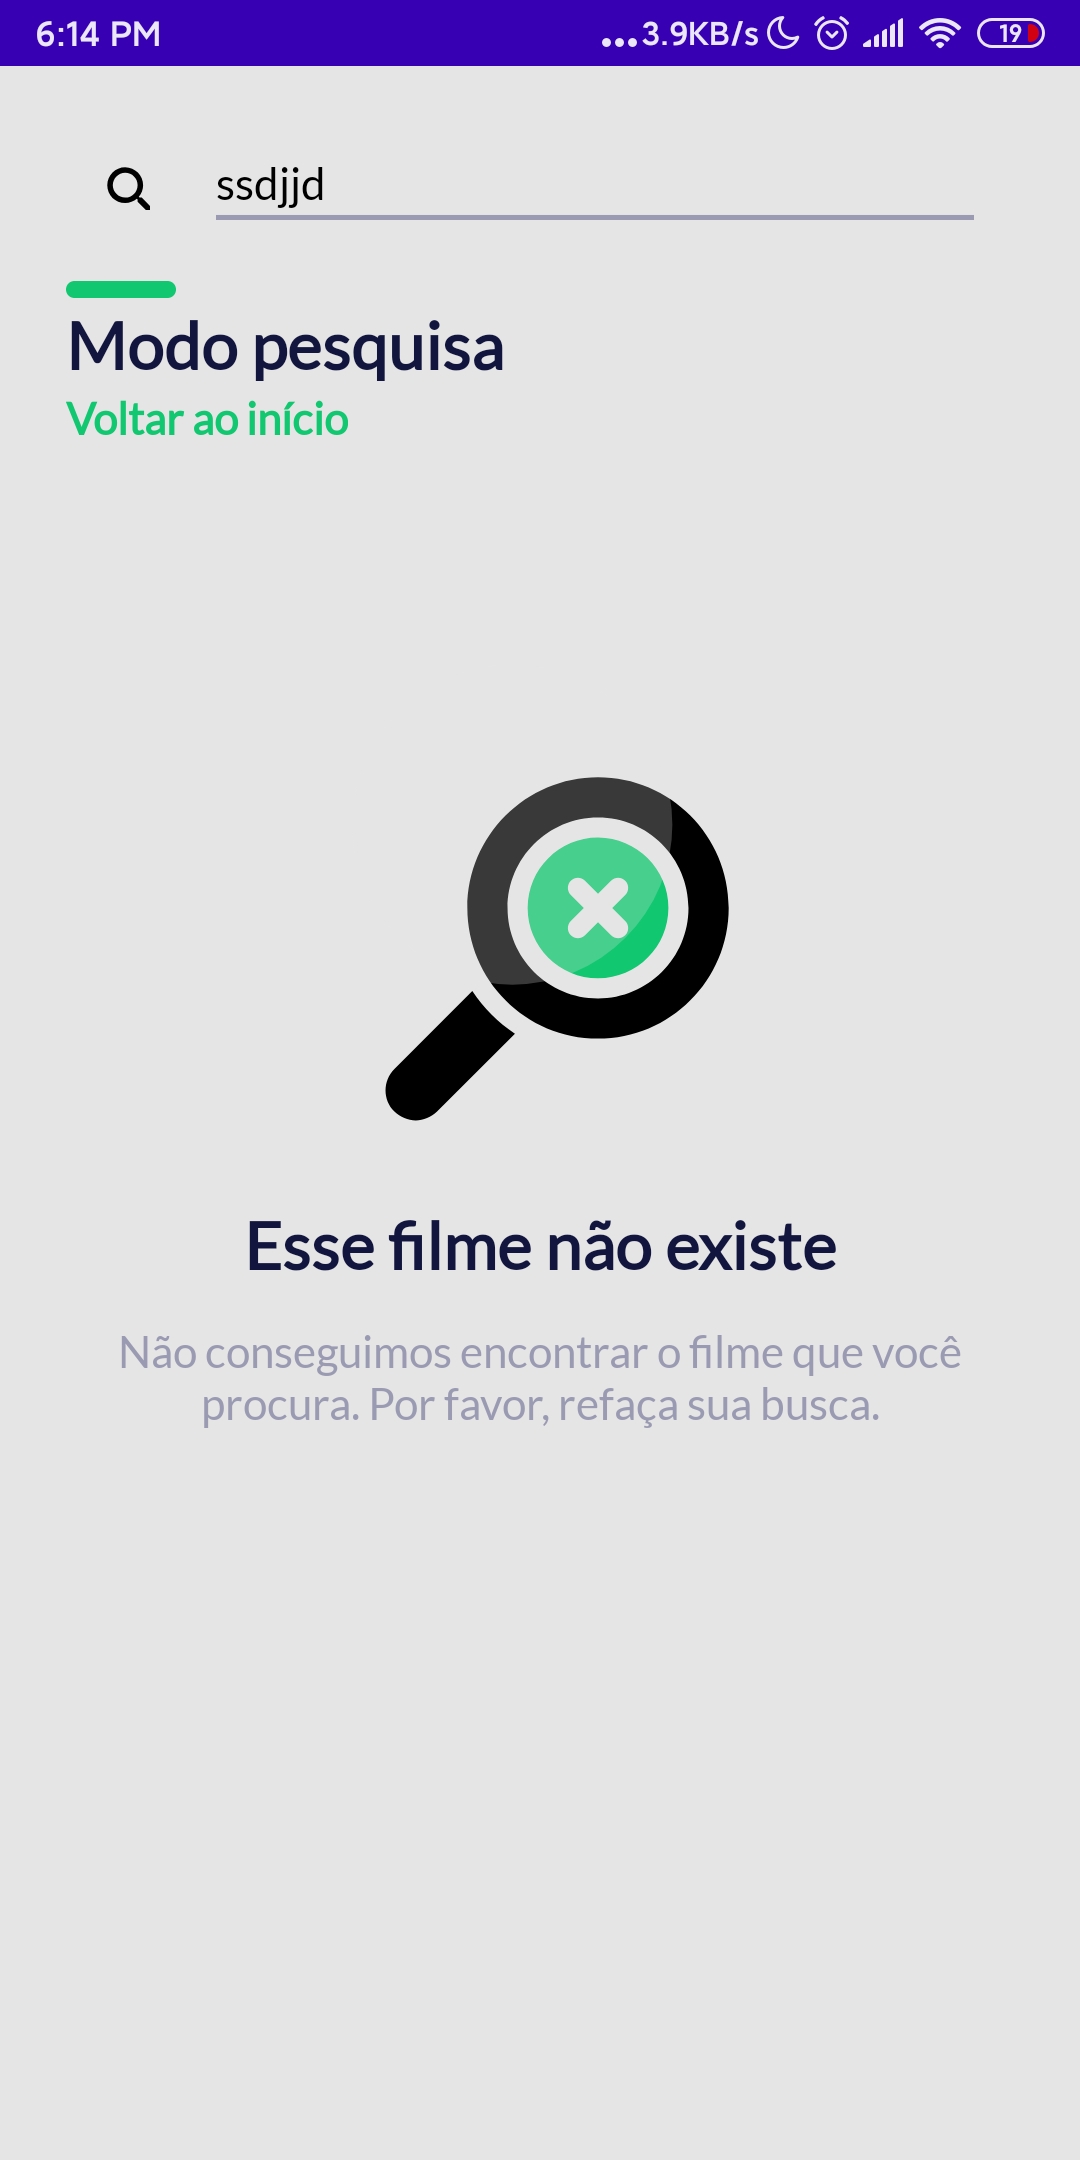 6:14 PM
...3.9KB/s
19
ssdjjd
Modo pesquisa
Voltar ao início
Esse filme não existe
Não conseguimos encontrar o filme que você
procura. Por favor, refaça sua busca.